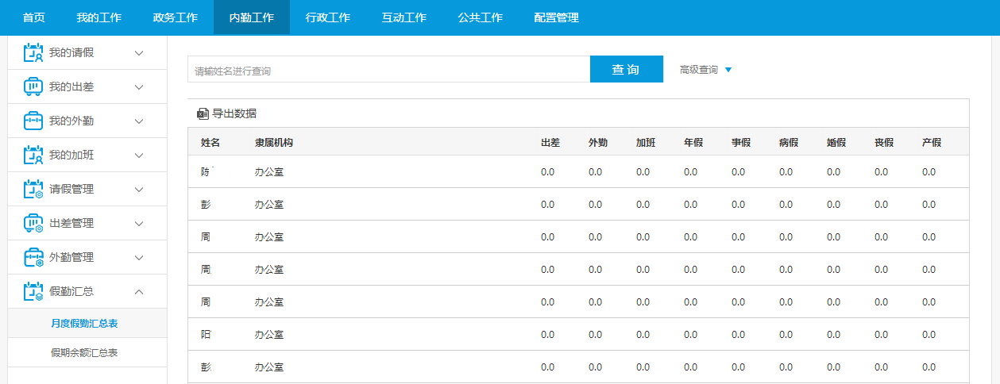 首页 我的工作 政务工作 内勤工作 行政工作 互动工作 公共工作 配置管理
我的请假
我的出差
我的外勤
我的加班
请假管理
出差管理
外勤管理
假勤汇总
月度假勤汇总表
假期余额汇总表
请输姓名进行查询 查询 高级查询
导出数据
姓名 隶属机构 出差 外勤 加班 年假 事假 病假 婚假 丧假 产假
陈 办公室 0.0 0.0 0.0 0.0 0.0 0.0 0.0 0.0 0.0
彭 办公室 0.0 0.0 0.0 0.0 0.0 0.0 0.0 0.0 0.0
周 办公室 0.0 0.0 0.0 0.0 0.0 0.0 0.0 0.0 0.0
周 办公室 0.0 0.0 0.0 0.0 0.0 0.0 0.0 0.0 0.0
周 办公室 0.0 0.0 0.0 0.0 0.0 0.0 0.0 0.0 0.0
阳 办公室 0.0 0.0 0.0 0.0 0.0 0.0 0.0 0.0 0.0
彭 办公室 0.0 0.0 0.0 0.0 0.0 0.0 0.0 0.0 0.0